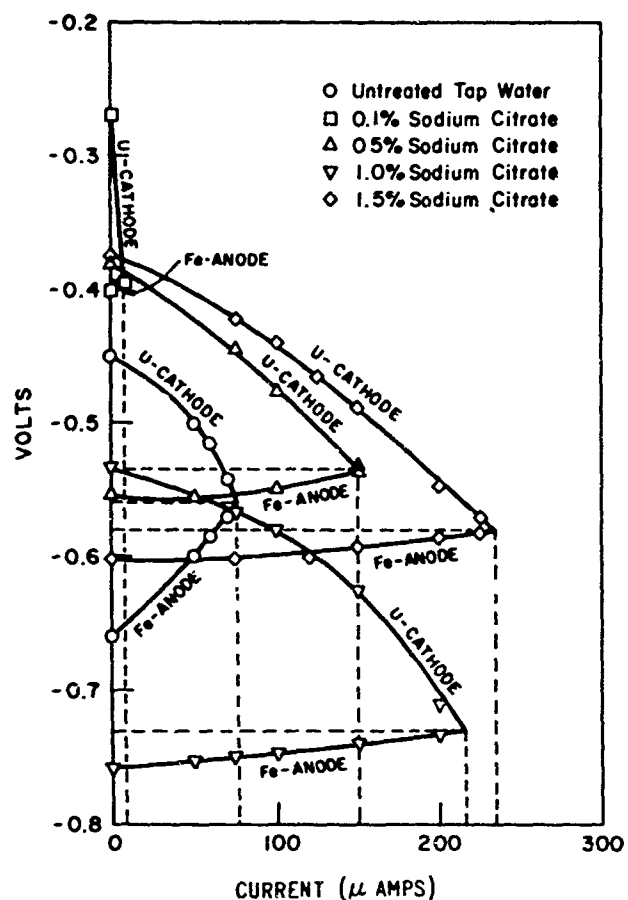 -0.2
-0.3
-0.4
-0.5
-0.6
-0.7
-0.8
VOLTS
○ Untreated Tap Water
□ 0.1% Sodium Citrate
△ 0.5% Sodium Citrate
▽ 1.0% Sodium Citrate
◇ 1.5% Sodium Citrate
U-CATHODE
Fe-ANODE
U-CATHODE
U-CATHODE
U-CATHODE
Fe-ANODE
Fe-ANODE
Fe-ANODE
U-CATHODE
Fe-ANODE
0
100
200
300
CURRENT (μ AMPS)